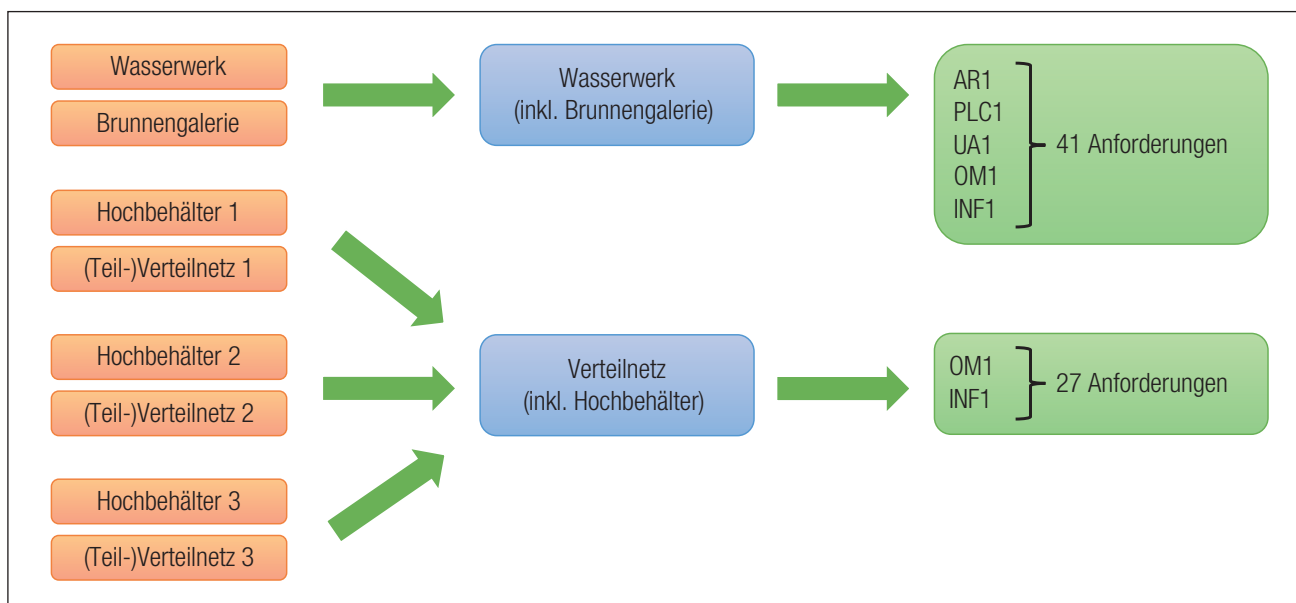 Wasserwerk
Brunnengalerie
Hochbehälter 1
(Teil-)Verteilnetz 1
Hochbehälter 2
(Teil-)Verteilnetz 2
Hochbehälter 3
(Teil-)Verteilnetz 3
Wasserwerk
(inkl. Brunnengalerie)
Verteilnetz
(inkl. Hochbehälter)
AR1
PLC1
UA1
OM1
INF1
41 Anforderungen
OM1
INF1
27 Anforderungen